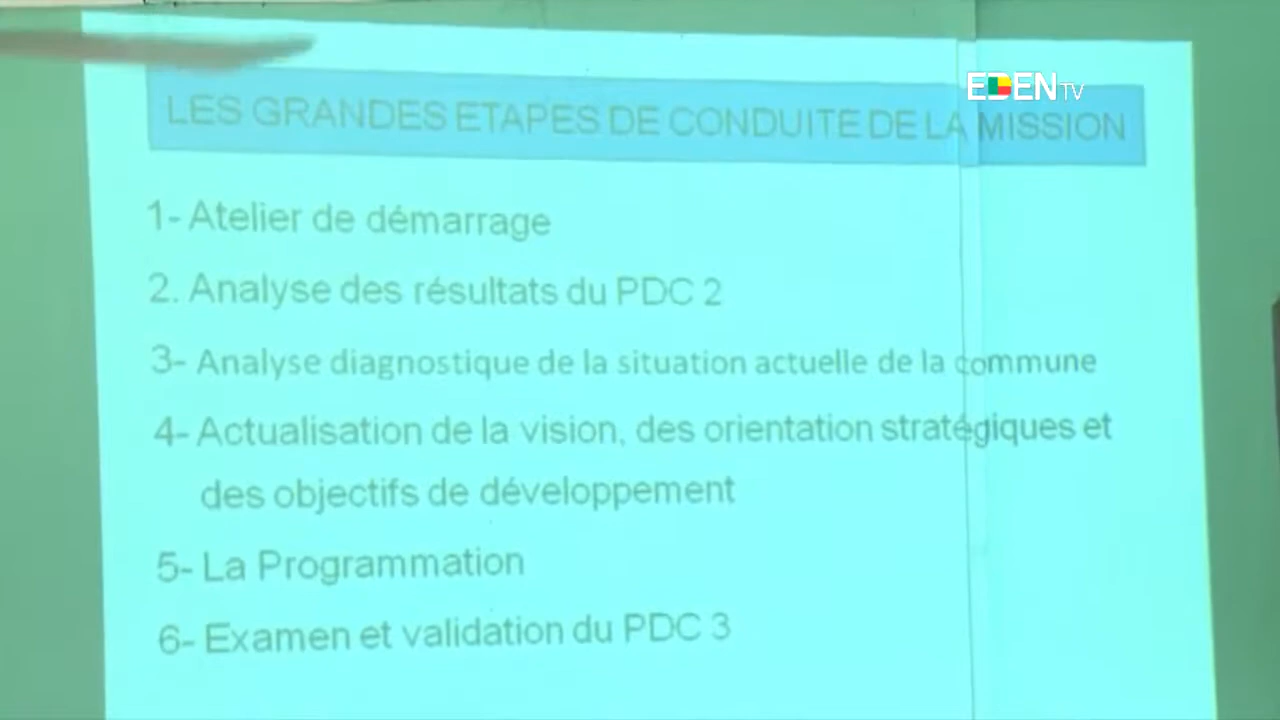 EDENTV
LES GRANDES ETAPES DE CONDUITE DE LA MISSION
1- Atelier de démarrage
2. Analyse des résultats du PDC 2
3- Analyse diagnostique de la situation actuelle de la commune
4- Actualisation de la vision, des orientation stratégiques et
des objectifs de développement
5- La Programmation
6- Examen et validation du PDC 3